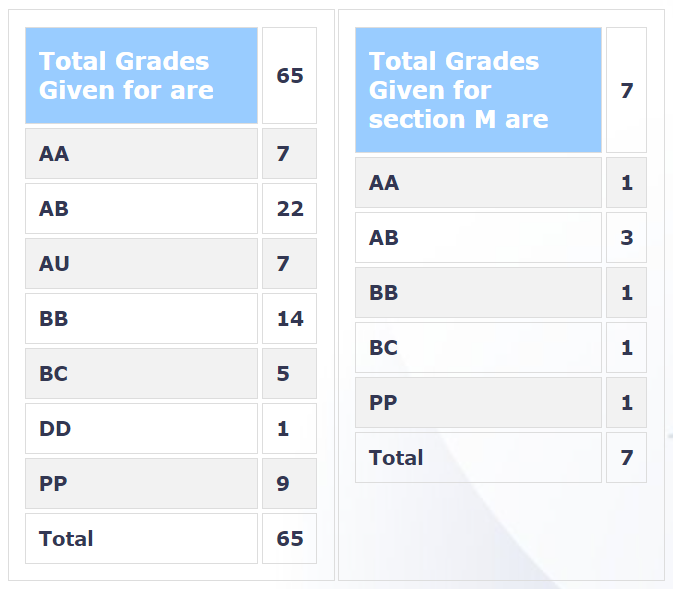 Total Grades
Given for are
65
AA 7
AB 22
AU 7
BB 14
BC 5
DD 1
PP 9
Total 65
Total Grades
Given for
section M are
7
AA 1
AB 3
BB 1
BC 1
PP 1
Total 7